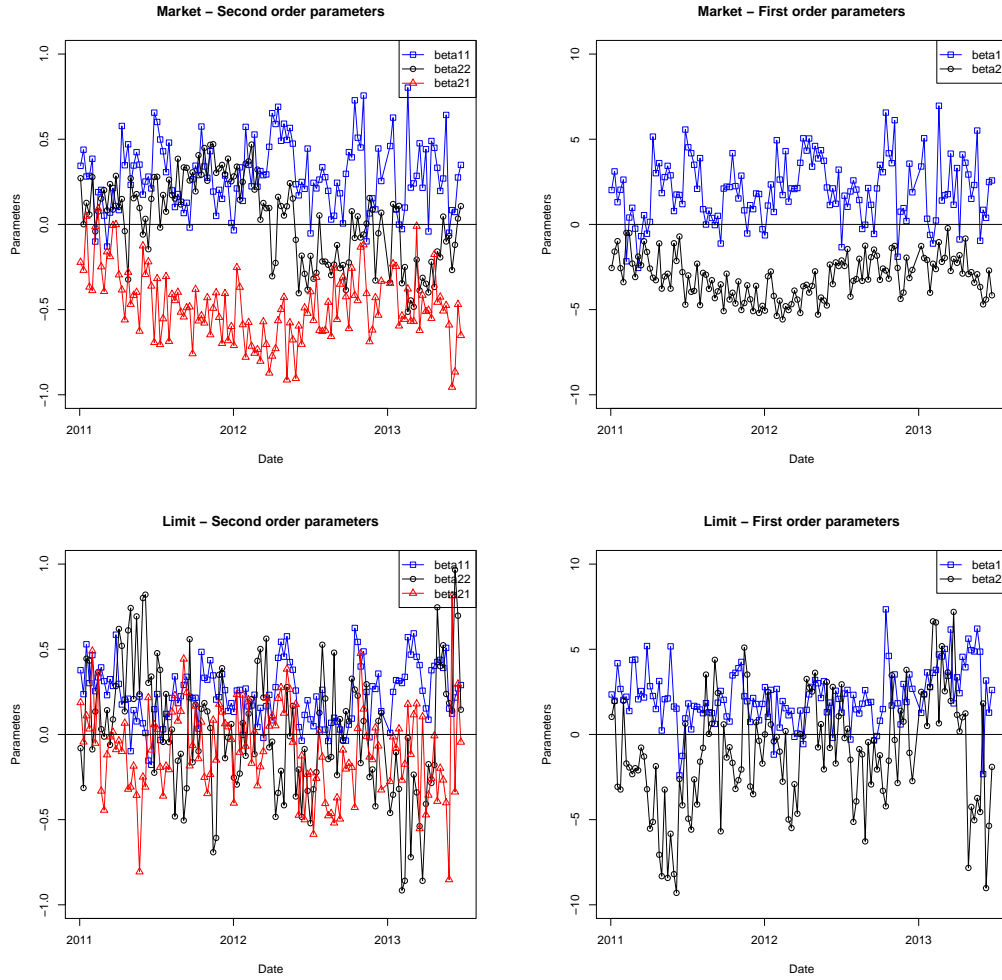 Market − Second order parameters
1.0
0.5
0.0
−0.5
−1.0
Parameters
beta11
beta22
beta21
2011
2012
2013
Date
Market − First order parameters
10
5
0
−5
−10
Parameters
beta1
beta2
2011
2012
2013
Date
Limit − Second order parameters
1.0
0.5
0.0
−0.5
−1.0
Parameters
beta11
beta22
beta21
2011
2012
2013
Date
Limit − First order parameters
10
5
0
−5
−10
Parameters
beta1
beta2
2011
2012
2013
Date